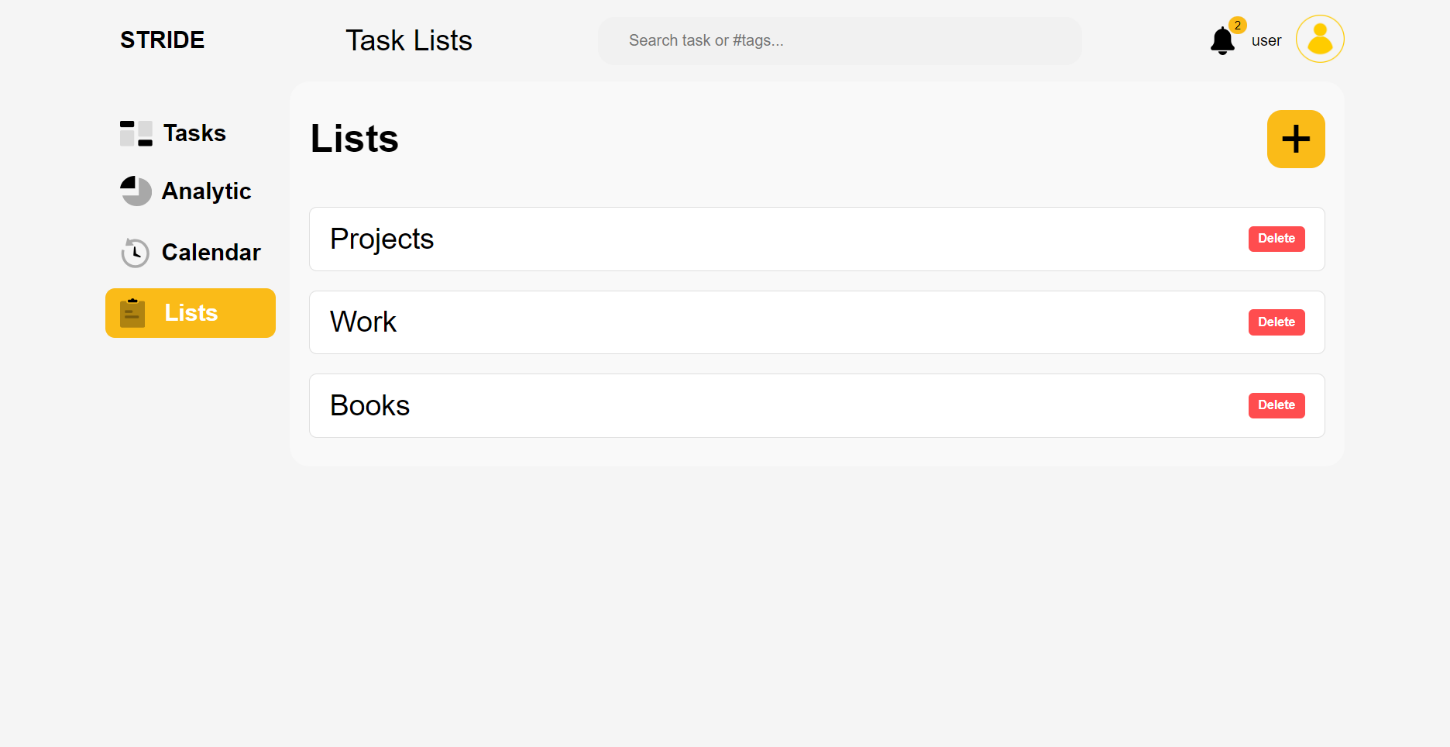 STRIDE
Task Lists
Search task or #tags...
2
user
Tasks
Analytic
Calendar
Lists
Lists
Projects
Delete
Work
Delete
Books
Delete